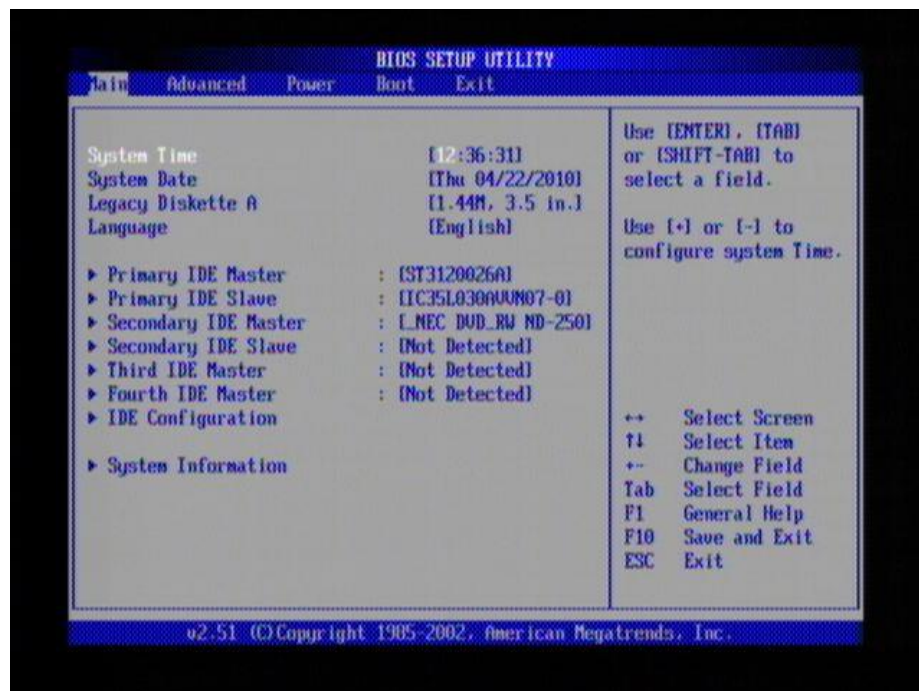 BIOS SETUP UTILITY
Main Advanced Power Boot Exit
System Time [12:36:31]
System Date [Thu 04/22/2010]
Legacy Diskette A [1.44M, 3.5 in.]
Language [English]
▶ Primary IDE Master : [ST3120026A]
▶ Primary IDE Slave : [IC35L030AVVN07-0]
▶ Secondary IDE Master : [_NEC DVD_RW ND-250]
▶ Secondary IDE Slave : [Not Detected]
▶ Third IDE Master : [Not Detected]
▶ Fourth IDE Master : [Not Detected]
▶ IDE Configuration
▶ System Information
Use [ENTER], [TAB]
or [SHIFT-TAB] to
select a field.
Use [+] or [-] to
configure system Time.
↔ Select Screen
↑↓ Select Item
+- Change Field
Tab Select Field
F1 General Help
F10 Save and Exit
ESC Exit
v2.51 (C)Copyright 1985-2002, American Megatrends, Inc.